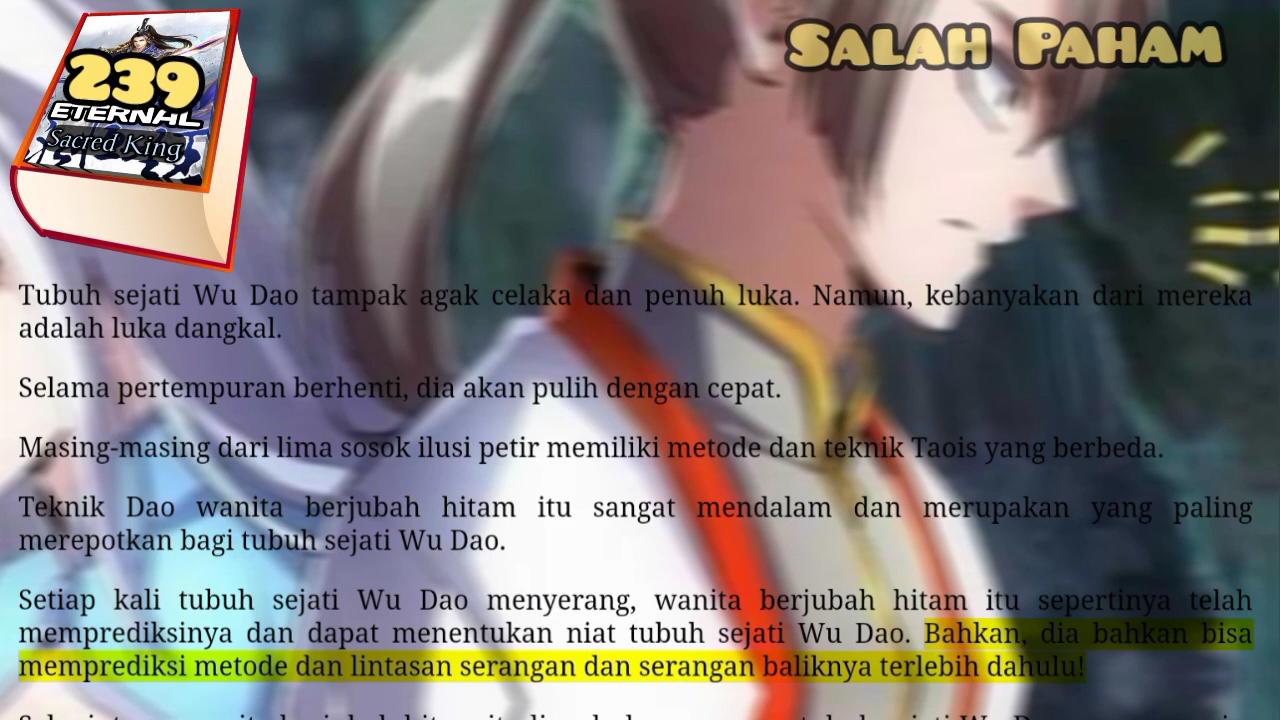 239
ETERNAL
Sacred King
SALAH PAHAM
Tubuh sejati Wu Dao tampak agak celaka dan penuh luka. Namun, kebanyakan dari mereka
adalah luka dangkal.
Selama pertempuran berhenti, dia akan pulih dengan cepat.
Masing-masing dari lima sosok ilusi petir memiliki metode dan teknik Taois yang berbeda.
Teknik Dao wanita berjubah hitam itu sangat mendalam dan merupakan yang paling
merepotkan bagi tubuh sejati Wu Dao.
Setiap kali tubuh sejati Wu Dao menyerang, wanita berjubah hitam itu sepertinya telah
memprediksinya dan dapat menentukan niat tubuh sejati Wu Dao. Bahkan, dia bahkan bisa
memprediksi metode dan lintasan serangan dan serangan baliknya terlebih dahulu!